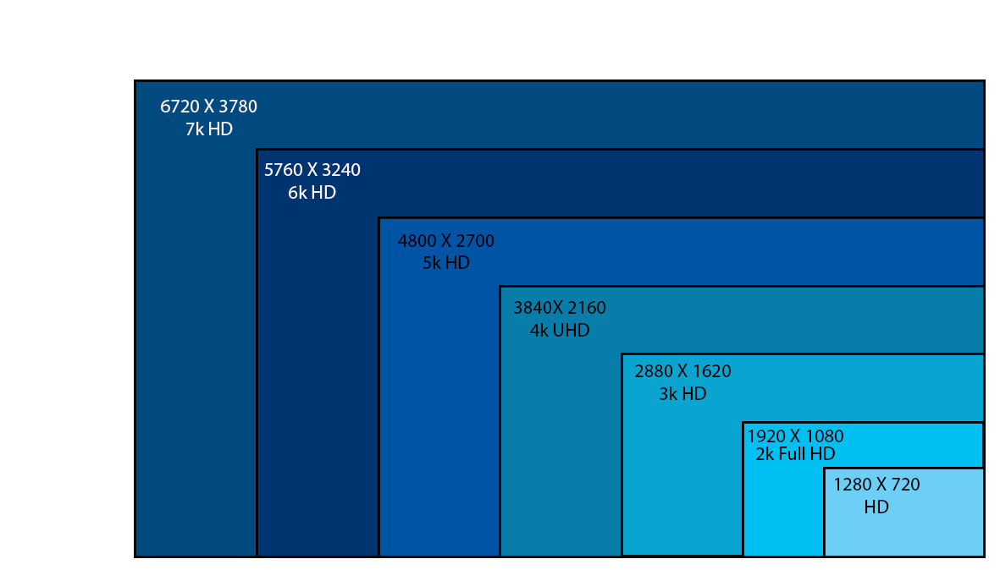 6720 X 3780
7k HD
5760 X 3240
6k HD
4800 X 2700
5k HD
3840X 2160
4k UHD
2880 X 1620
3k HD
1920 X 1080
2k Full HD
1280 X 720
HD